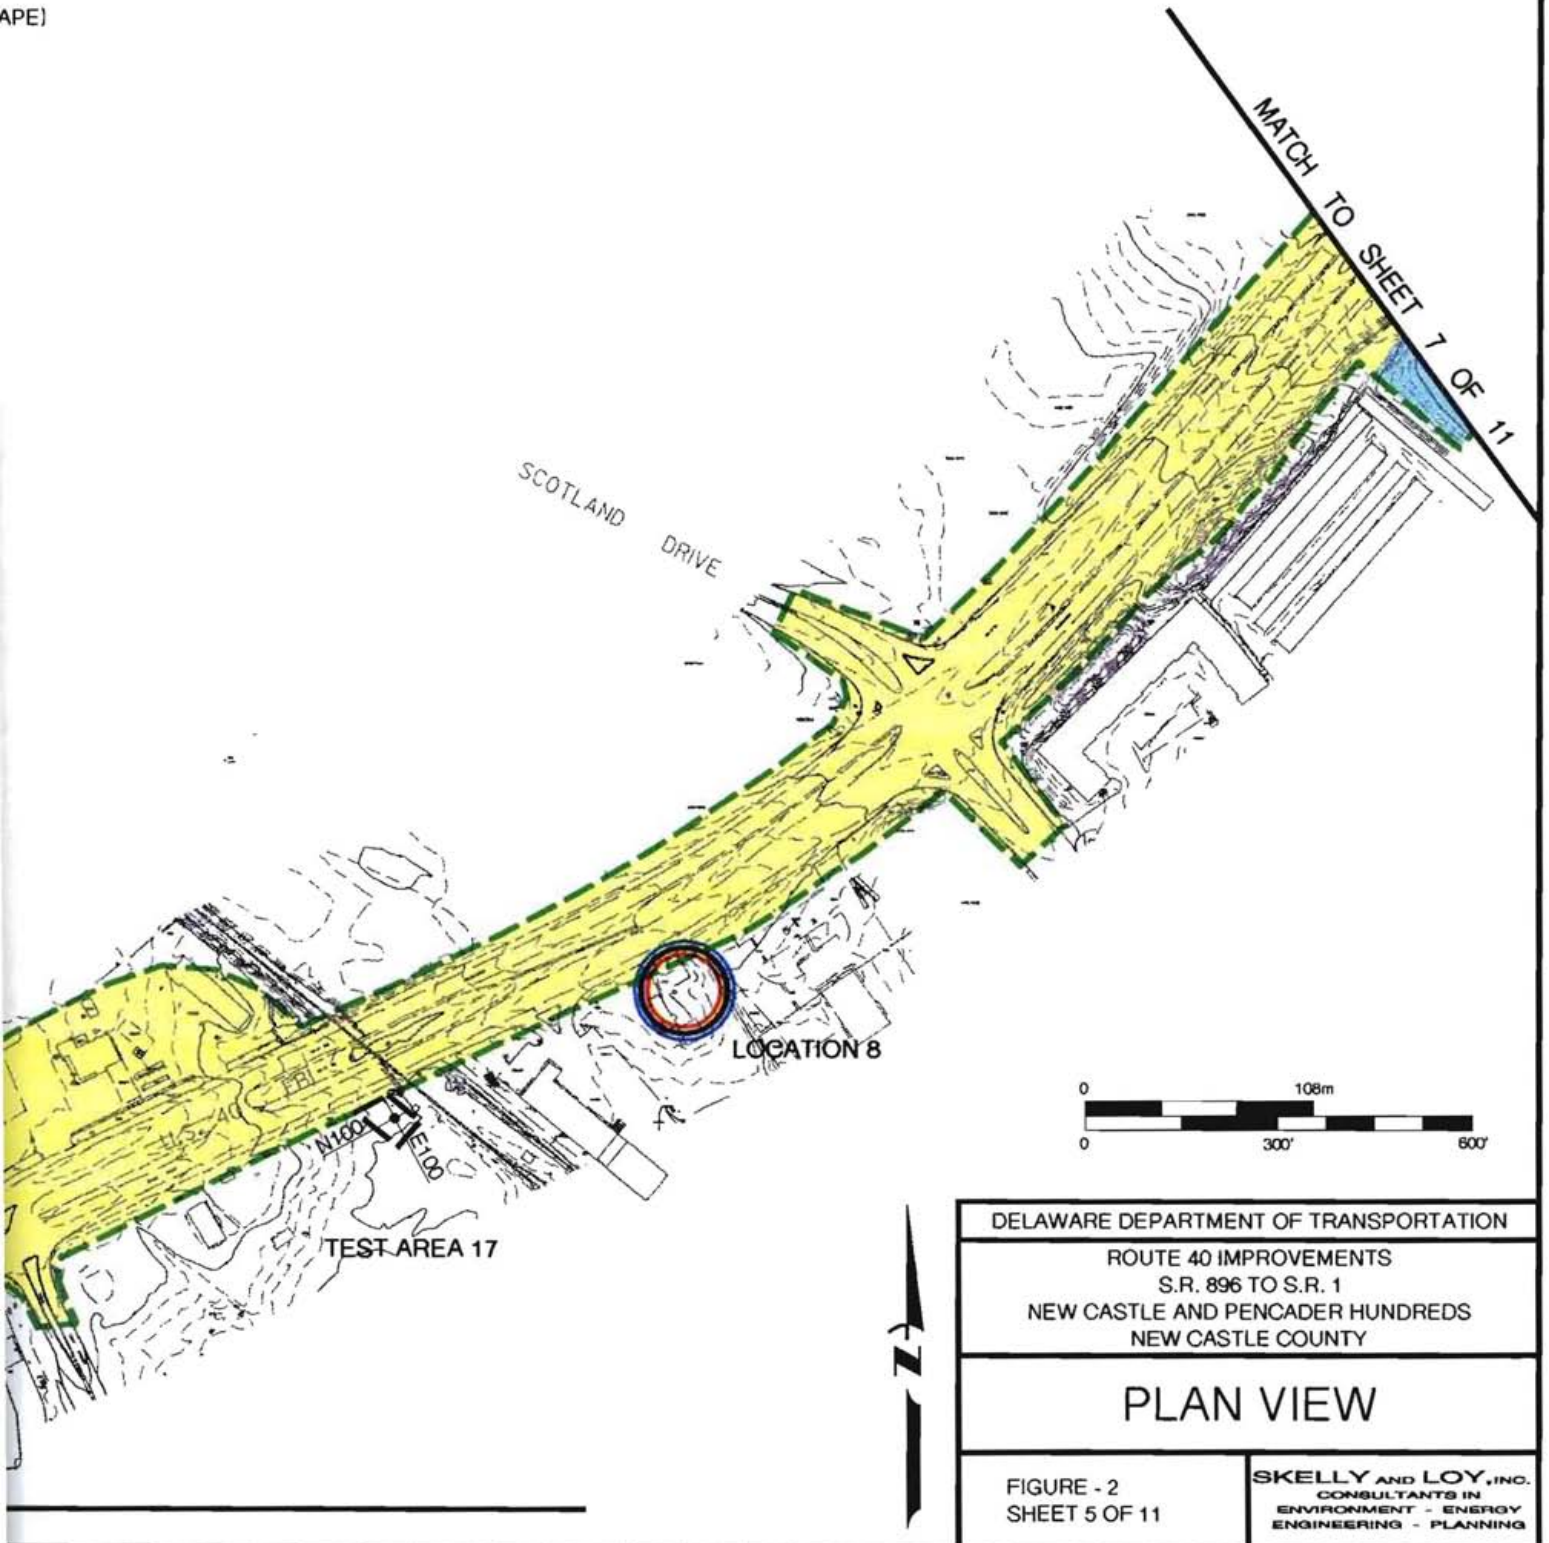 APE)
MATCH TO SHEET 7 OF 11
SCOTLAND DRIVE
LOCATION 8
0 108m
0 300' 600'
N100
E100
U.S. 40
TEST AREA 17
DELAWARE DEPARTMENT OF TRANSPORTATION
ROUTE 40 IMPROVEMENTS
S.R. 896 TO S.R. 1
NEW CASTLE AND PENCADER HUNDREDS
NEW CASTLE COUNTY
N
PLAN VIEW
FIGURE - 2
SHEET 5 OF 11
SKELLY AND LOY, INC.
CONSULTANTS IN
ENVIRONMENT - ENERGY
ENGINEERING - PLANNING